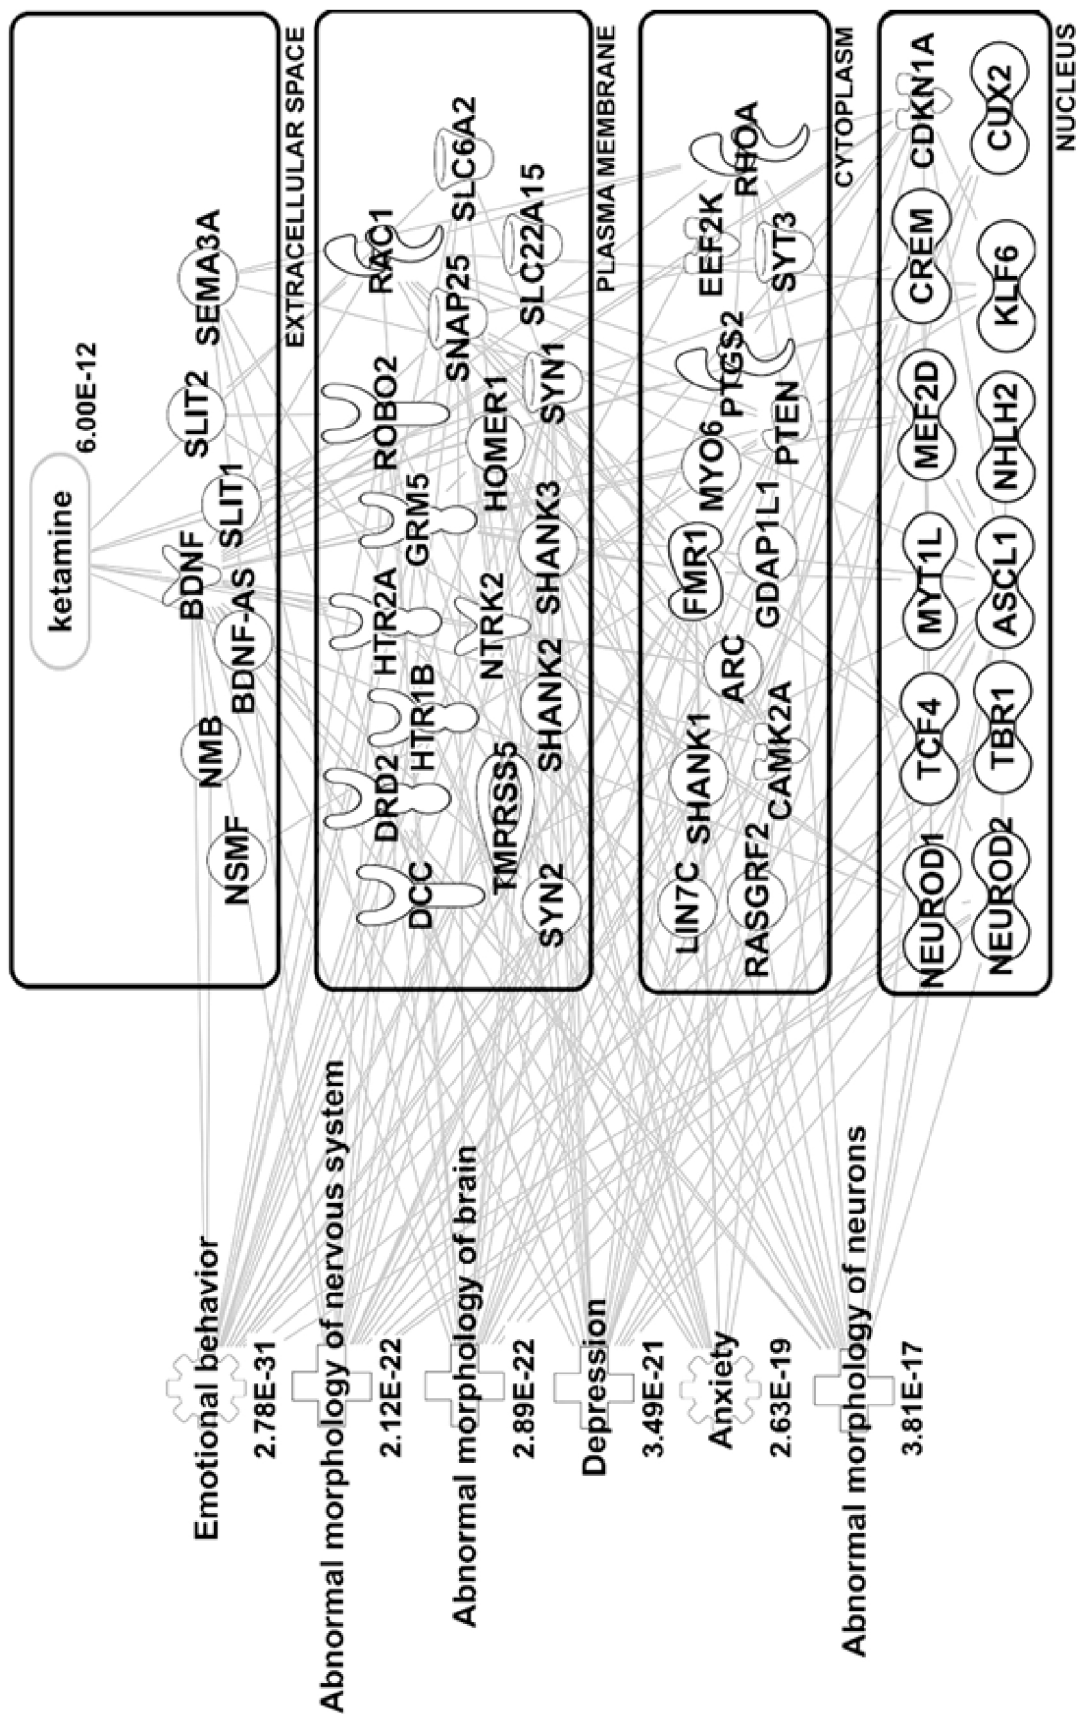 ketamine
6.00E-12
BDNF
SLIT2
SEMA3A
SLIT1
BDNF-AS
NMB
NSMF
EXTRACELLULAR SPACE
DCC
DRD2
HTR1B
HTR2A
GRM5
ROBO2
RAC1
SLC6A2
SNAP25
SLC22A15
HOMER1
SYN1
NTRK2
SHANK3
SHANK2
TMPRSS5
SYN2
PLASMA MEMBRANE
LIN7C
SHANK1
FMR1
MYO6
PTGS2
EEF2K
RHOA
SYT3
PTEN
GDAP1L1
ARC
CAMK2A
RASGRF2
CYTOPLASM
NEUROD1
TCF4
MYT1L
MEF2D
CREM
CDKN1A
NEUROD2
TBR1
ASCL1
NHLH2
KLF6
CUX2
NUCLEUS
Emotional behavior
2.78E-31
Abnormal morphology of nervous system
2.12E-22
Abnormal morphology of brain
2.89E-22
Depression
3.49E-21
Anxiety
2.63E-19
Abnormal morphology of neurons
3.81E-17